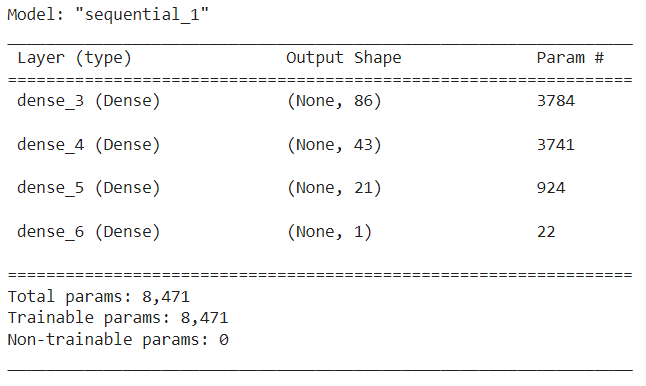 Model: "sequential_1"
_________________________________________________________________
Layer (type) Output Shape Param #
=================================================================
dense_3 (Dense) (None, 86) 3784
dense_4 (Dense) (None, 43) 3741
dense_5 (Dense) (None, 21) 924
dense_6 (Dense) (None, 1) 22
=================================================================
Total params: 8,471
Trainable params: 8,471
Non-trainable params: 0
_________________________________________________________________